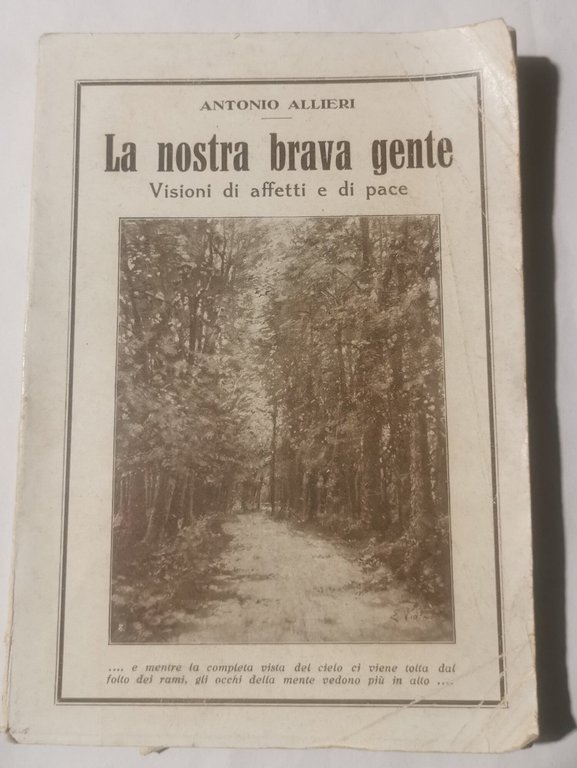 ANTONIO ALLIERI
La nostra brava gente
Visioni di affetti e di pace
.... e mentre la completa vista del cielo ci viene tolta dal
folto dei rami, gli occhi della mente vedono più in alto ....